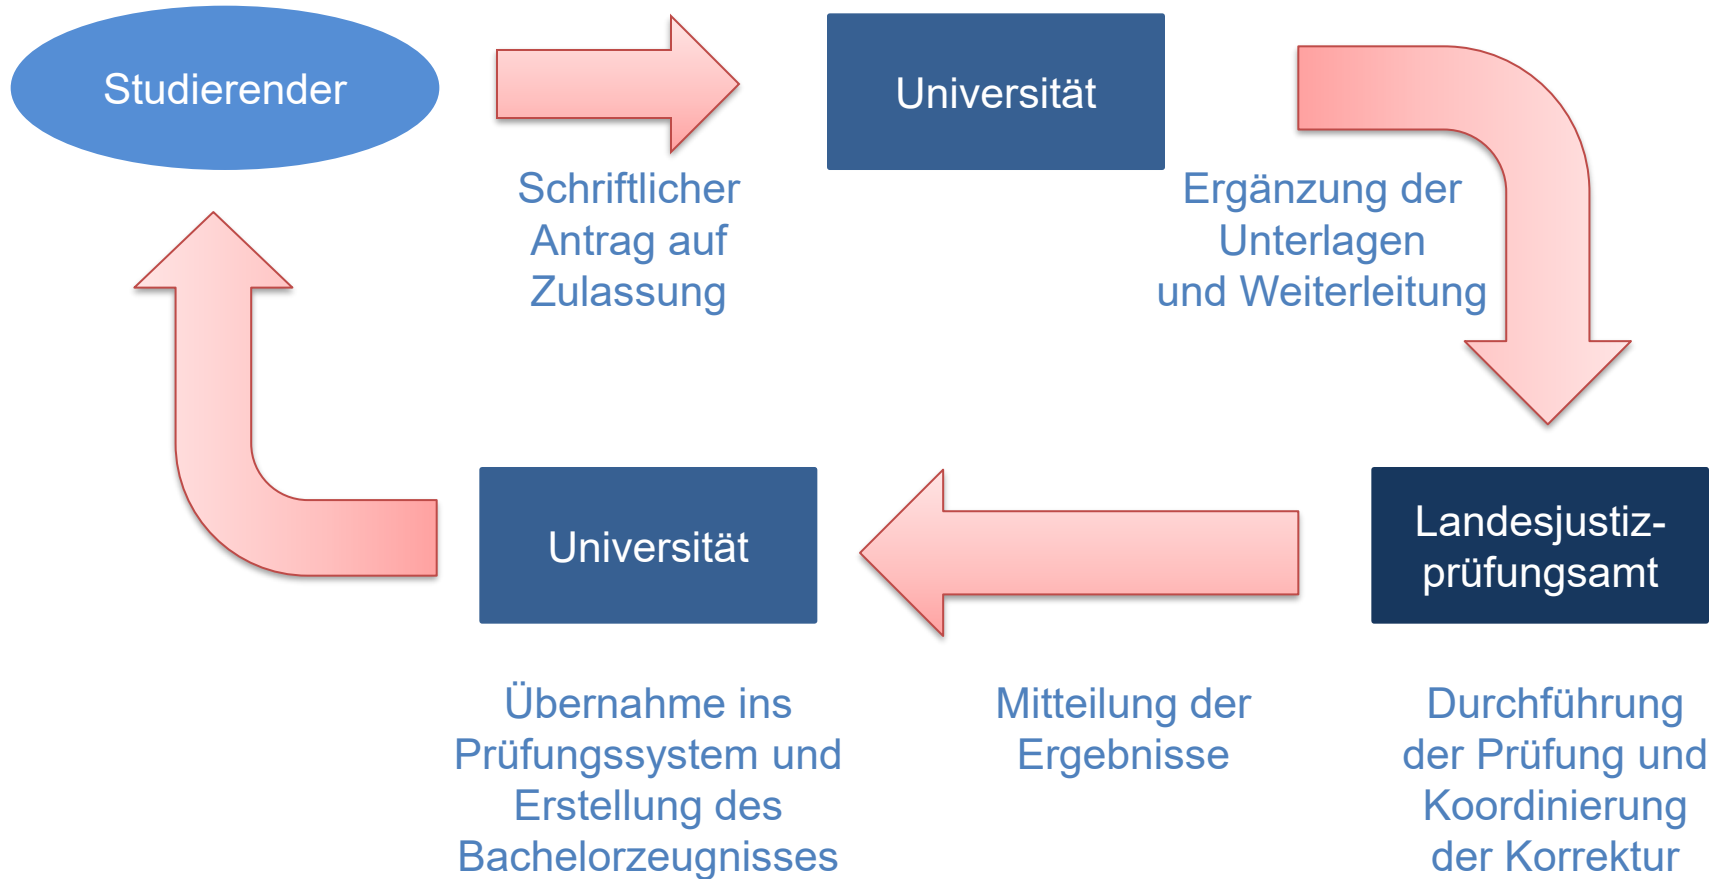 Studierender
Universität
Schriftlicher
Antrag auf
Zulassung
Ergänzung der
Unterlagen
und Weiterleitung
Universität
Landesjustiz-
prüfungsamt
Übernahme ins
Prüfungssystem und
Erstellung des
Bachelorzeugnisses
Mitteilung der
Ergebnisse
Durchführung
der Prüfung und
Koordinierung
der Korrektur